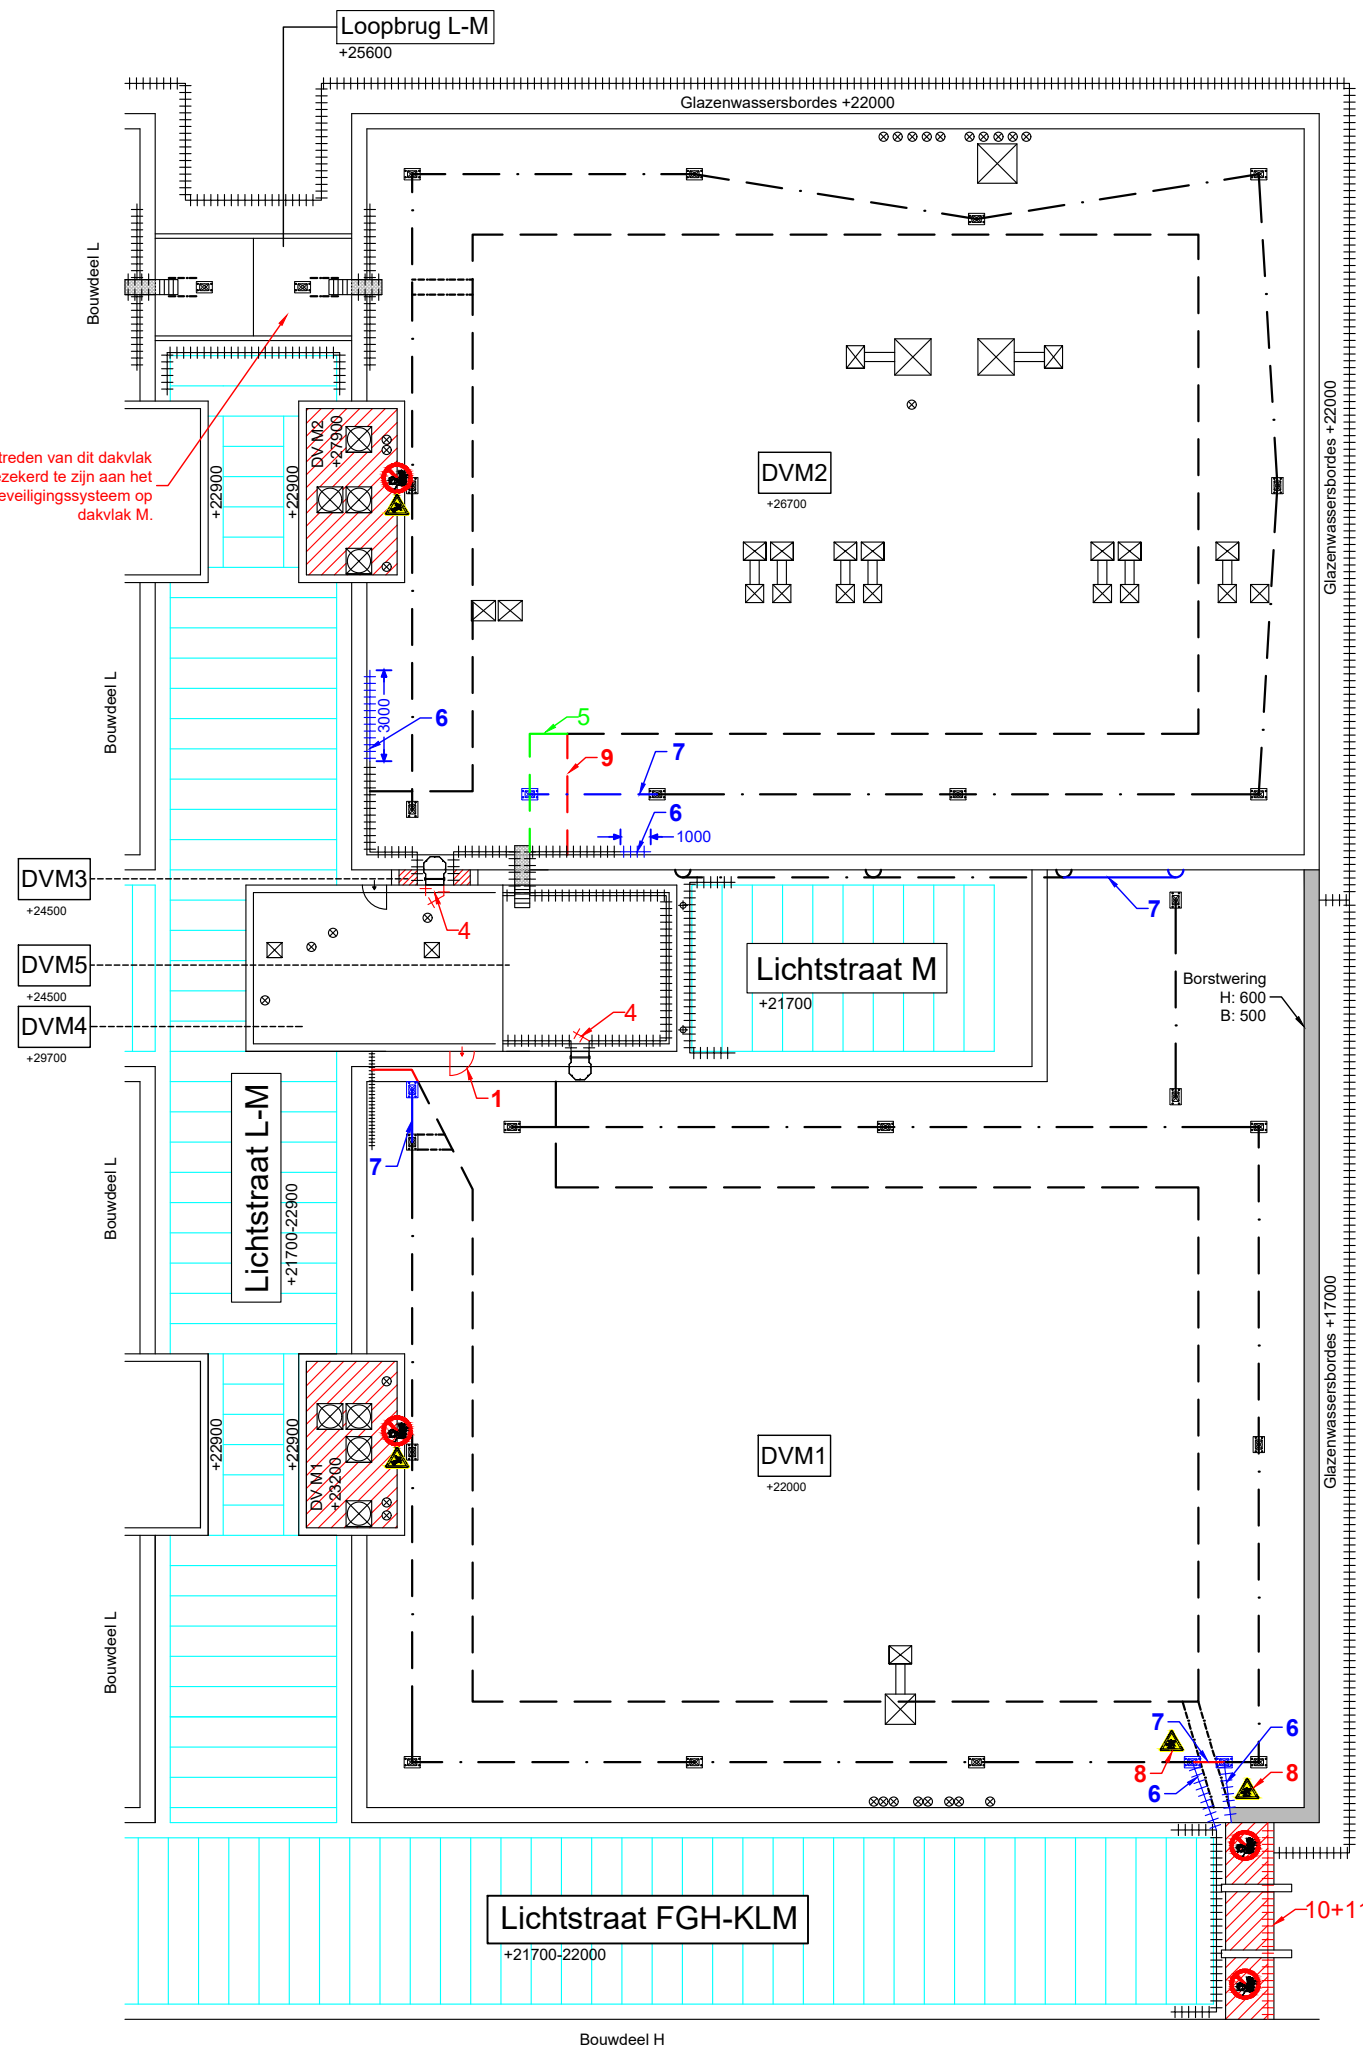 Loopbrug L-M
+25600
Glazenwassersbordes +22000
Bouwdeel L
treden van dit dakvlak
ezekerd te zijn aan het
eveiligingssysteem op
dakvlak M.
+22900
+22900
DV M2
+27900
DVM2
+26700
Glazenwassersbordes +22000
Bouwdeel L
3000
6
5
9
7
6
1000
DVM3
+24500
4
7
DVM5
+24500
Lichtstraat M
+21700
Borstwering
H: 600
B: 500
DVM4
+29700
4
1
7
Bouwdeel L
Lichtstraat L-M
+21700-22900
Glazenwassersbordes +17000
+22900
+22900
DV M1
+23200
DVM1
+22000
Bouwdeel L
7
6
8
6
8
Lichtstraat FGH-KLM
+21700-22000
10+11
Bouwdeel H